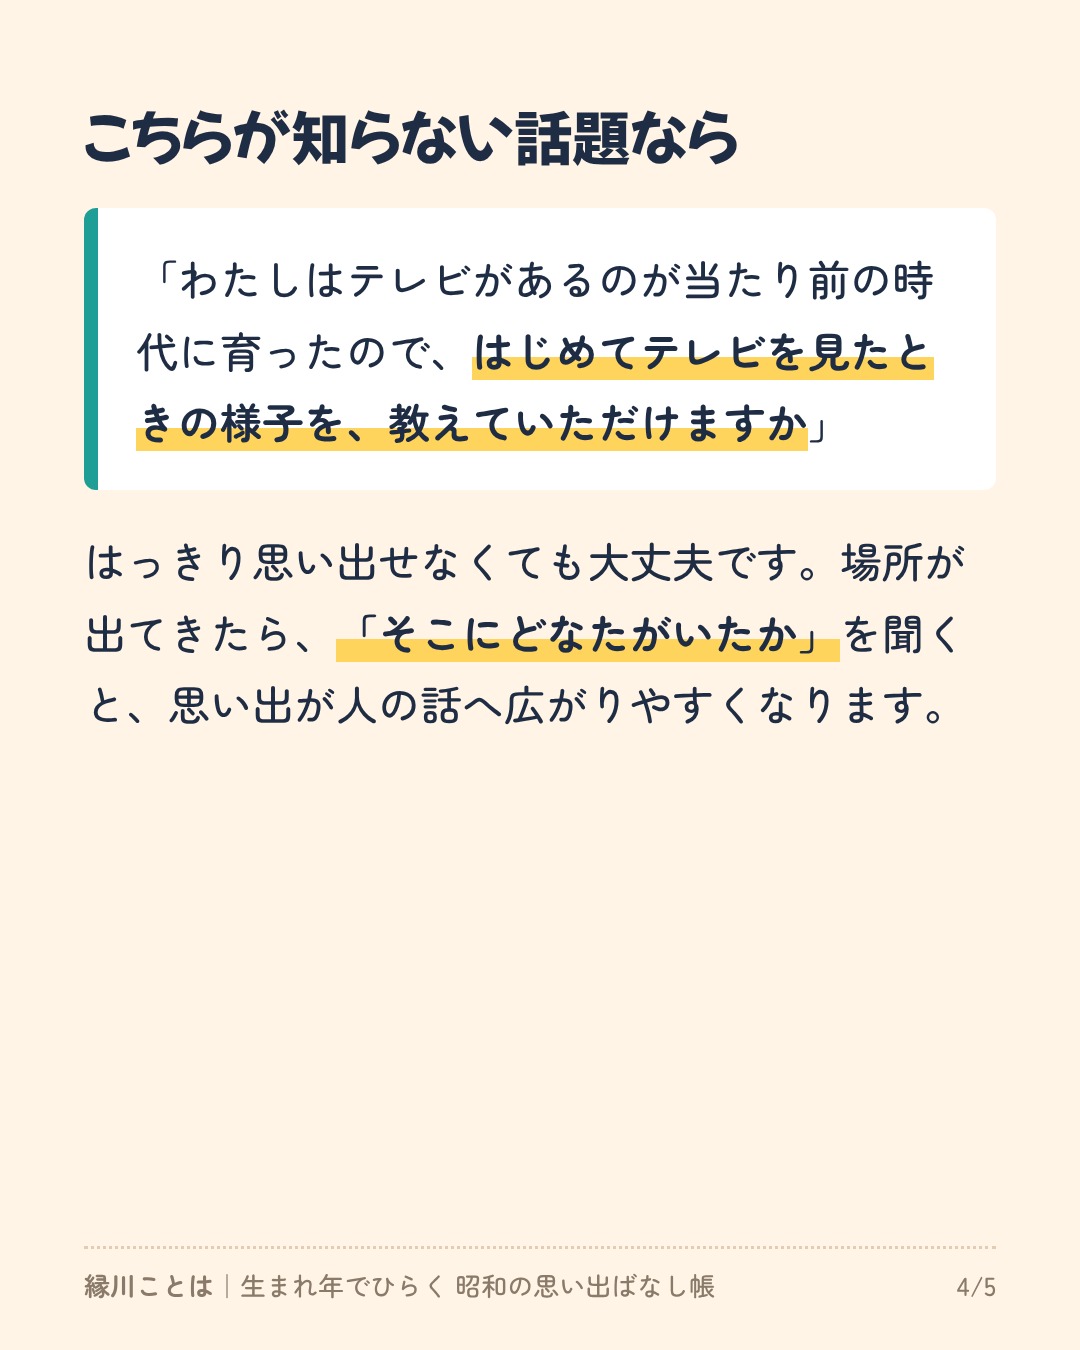 こちらが知らない話題なら
「わたしはテレビがあるのが当たり前の時
代に育ったので、はじめてテレビを見たと
きの様子を、教えていただけますか」
はっきり思い出せなくても大丈夫です。場所が
出てきたら、「そこにどなたがいたか」を聞く
と、思い出が人の話へ広がりやすくなります。
縁川ことは｜生まれ年でひらく 昭和の思い出ばなし帳
4/5